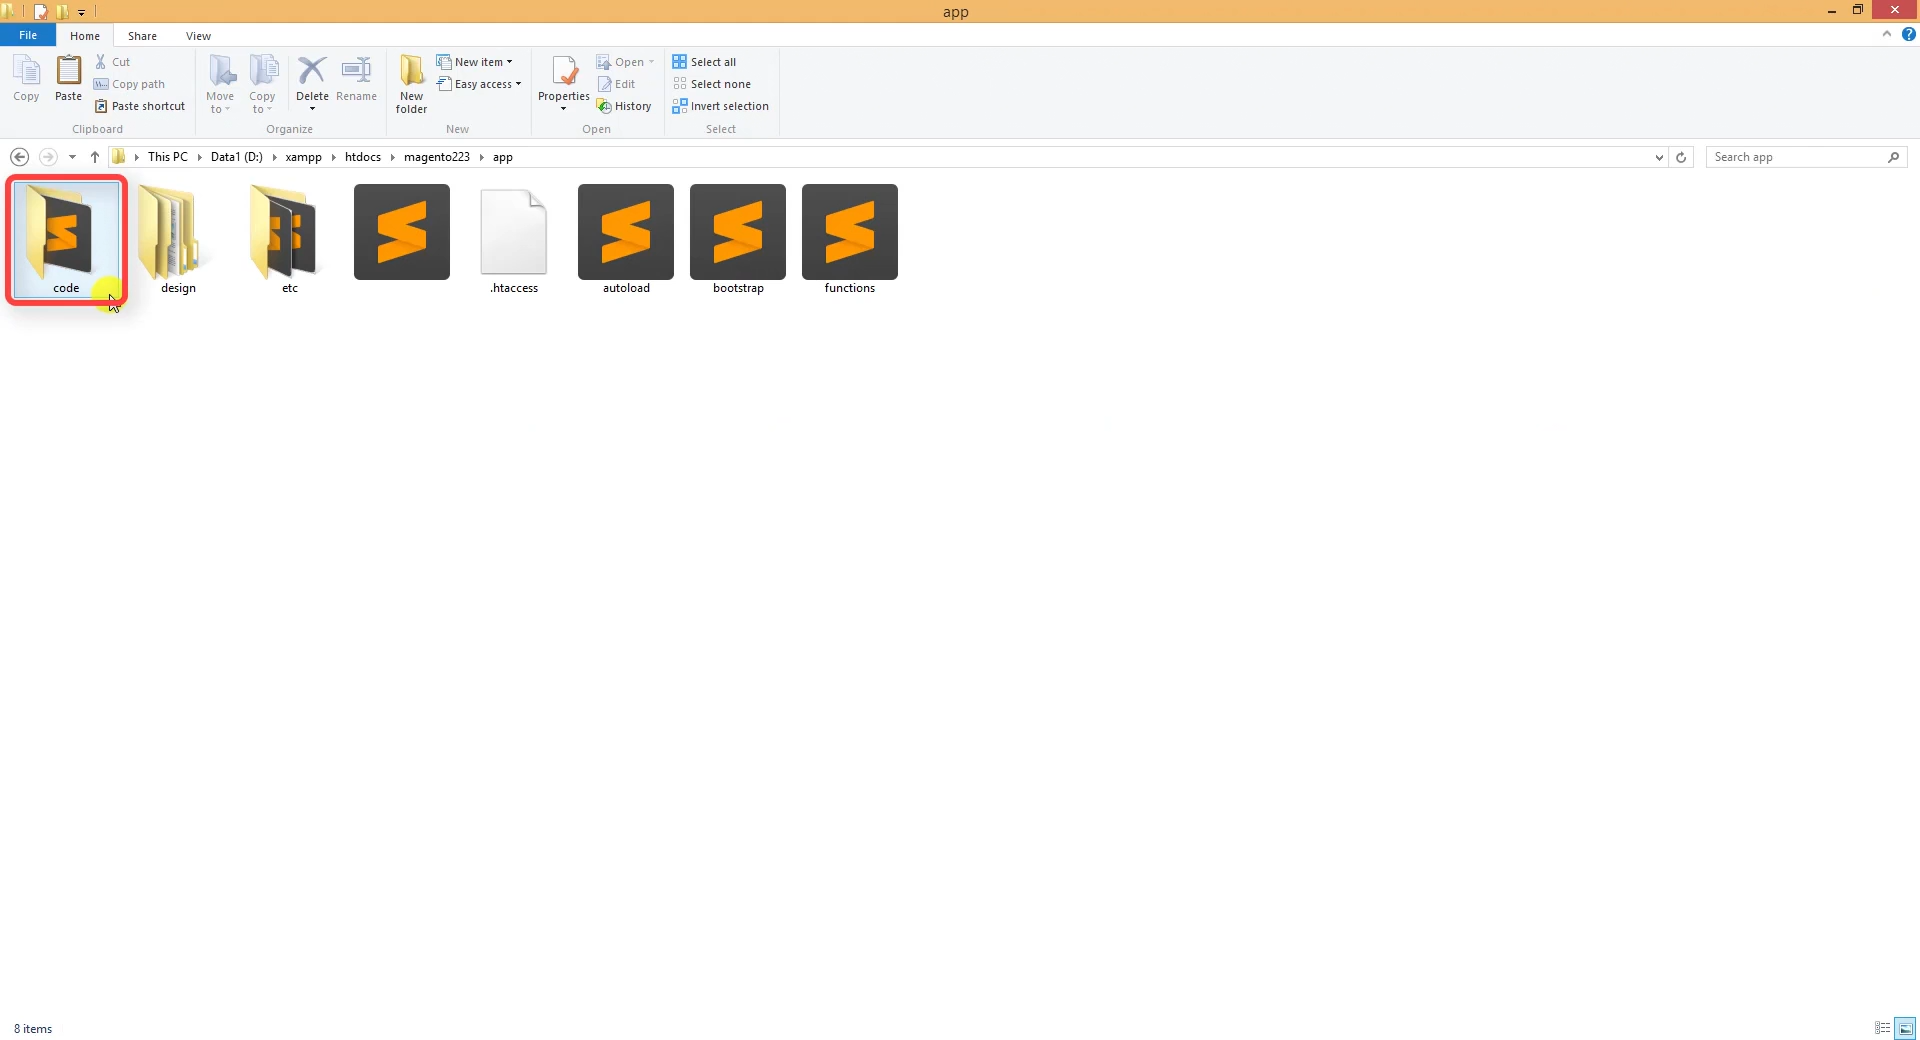 app
File Home Share View
Copy
Paste
Cut
Copy path
Paste shortcut
Clipboard
Move to
Copy to
Delete
Rename
Organize
New folder
New item
Easy access
New
Properties
Open
Edit
History
Open
Select all
Select none
Invert selection
Select
This PC Data1 (D:) xampp htdocs magento223 app
Search app
code design etc .htaccess autoload bootstrap functions
8 items